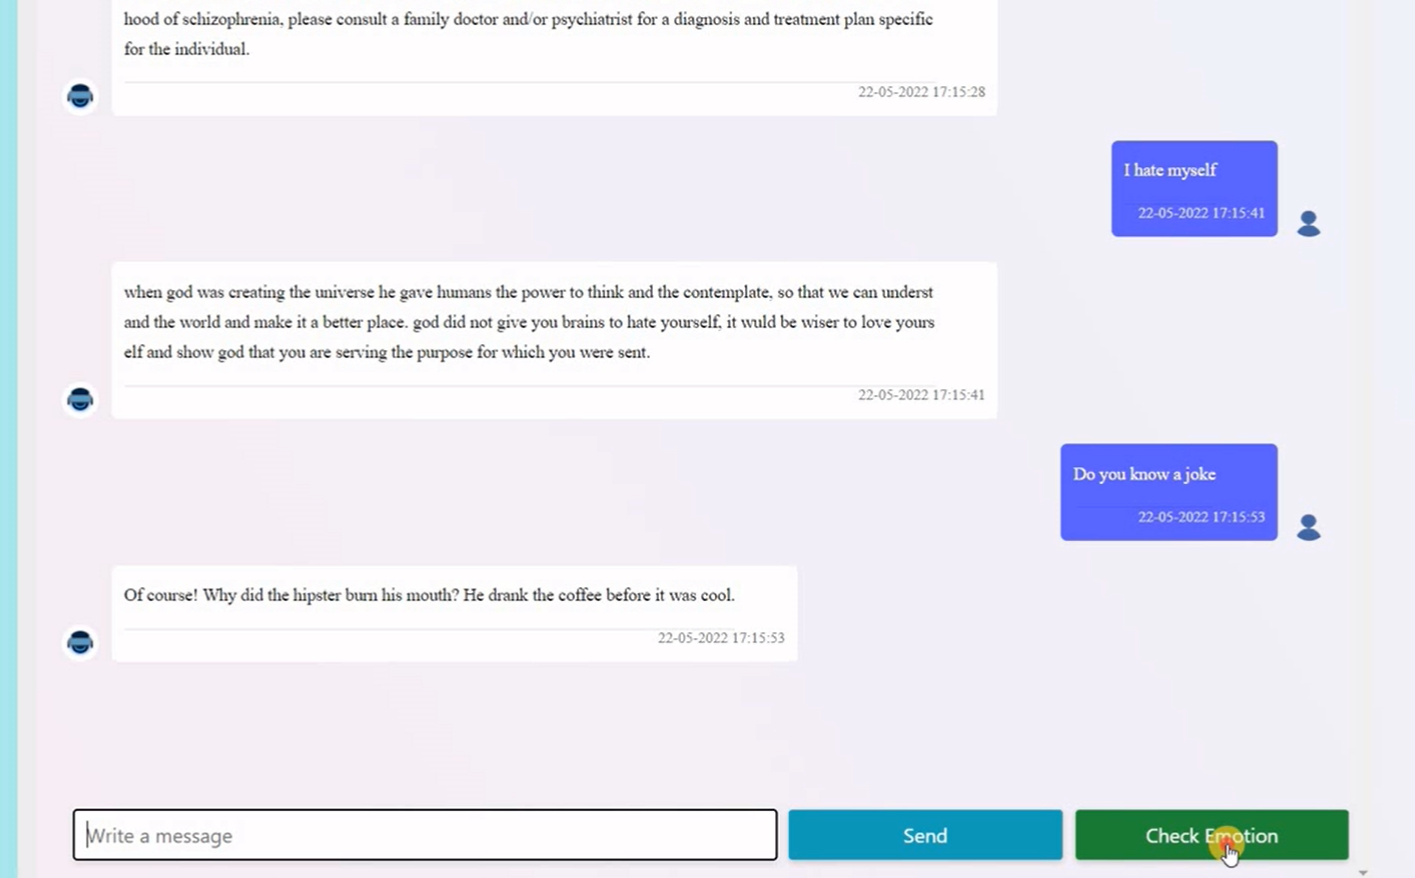 hood of schizophrenia, please consult a family doctor and/or psychiatrist for a diagnosis and treatment plan specific
for the individual.
22-05-2022 17:15:28
I hate myself
22-05-2022 17:15:41
when god was creating the universe he gave humans the power to think and the contemplate, so that we can underst
and the world and make it a better place. god did not give you brains to hate yourself, it wuld be wiser to love yours
elf and show god that you are serving the purpose for which you were sent.
22-05-2022 17:15:41
Do you know a joke
22-05-2022 17:15:53
Of course! Why did the hipster burn his mouth? He drank the coffee before it was cool.
22-05-2022 17:15:53
Write a message
Send
Check Emotion